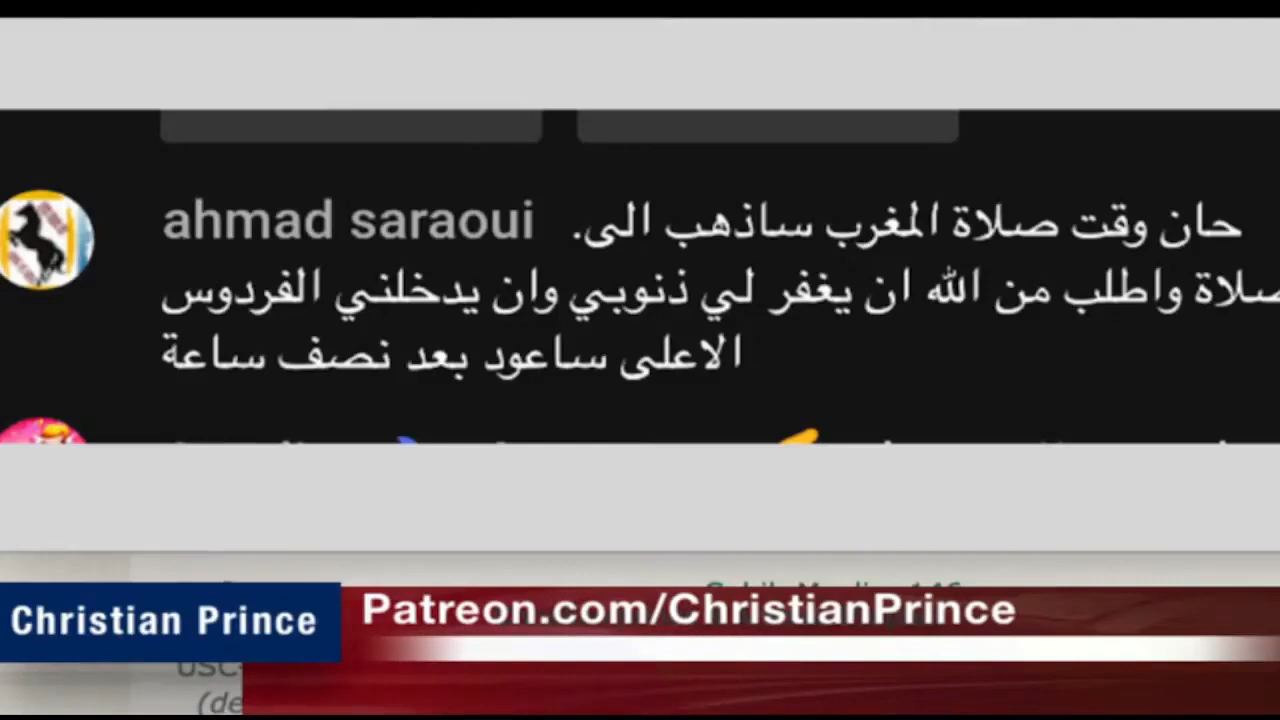 ahmad saraoui حان وقت صلاة المغرب ساذهب الى.
صلاة واطلب من الله ان يغفر لي ذنوبي وان يدخلني الفردوس
الاعلى ساعود بعد نصف ساعة
Christian Prince
Patreon.com/ChristianPrince